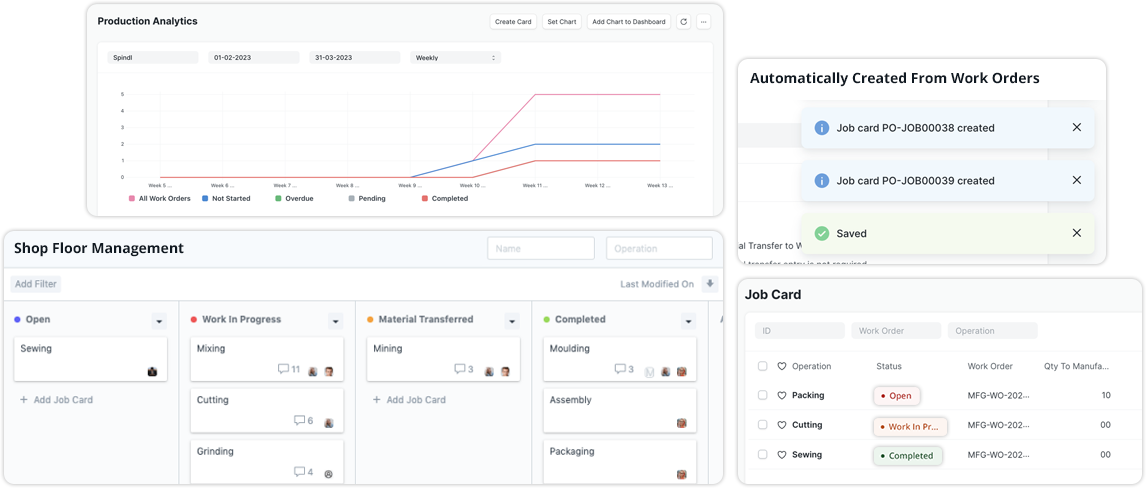 Production Analytics
Create Card Set Chart Add Chart to Dashboard
Spindl 01-02-2023 31-03-2023 Weekly
5
4
3
2
1
0
Week 5 ... Week 6 ... Week 7 ... Week 8 ... Week 9 ... Week 10 ... Week 11 ... Week 12 ... Week 13 ...
All Work Orders Not Started Overdue Pending Completed
Automatically Created From Work Orders
Job card PO-JOB00038 created
Job card PO-JOB00039 created
Saved
al Transfer to W
transfer entry is not required
Shop Floor Management
Name Operation
Add Filter Last Modified On
Open Work In Progress Material Transferred Completed
Sewing Mixing Mining Moulding
11 3 3
Add Job Card Cutting Add Job Card Assembly
6
Grinding Packaging
4
Job Card
ID Work Order Operation
Operation Status Work Order Qty To Manufa...
Packing Open MFG-WO-202... 10
Cutting Work In Pr... MFG-WO-202... 00
Sewing Completed MFG-WO-202... 00